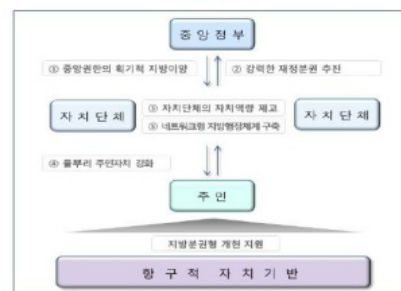 중앙정부
① 중앙권한의 획기적 지방이양
② 강력한 재정분권 추진
자치단체
③ 자치단체의 자치역량 제고
⑤ 네트워크형 지방행정체계 구축
자치단체
④ 풀뿌리 주민자치 강화
주민
지방분권형 개헌 지원
항구적 자치기반